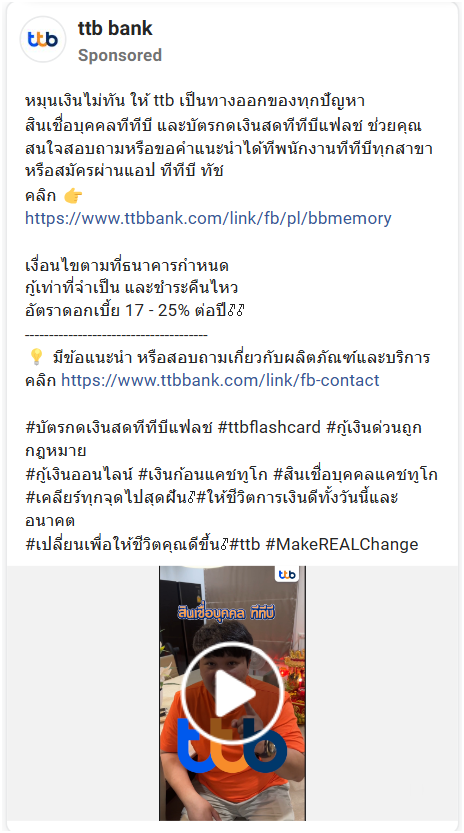 ttb bank
Sponsored
หมุนเงินไม่ทัน ให้ ttb เป็นทางออกของทุกปัญหา
สินเชื่อบุคคลทีทีบี และบัตรกดเงินสดทีทีบีแฟลช ช่วยคุณ
สนใจสอบถามหรือขอคำแนะนำได้ที่พนักงานทีทีบีทุกสาขา
หรือสมัครผ่านแอป ทีทีบี ทัช
คลิก 👉
https://www.ttbbank.com/link/fb/pl/bbmemory
เงื่อนไขตามที่ธนาคารกำหนด
กู้เท่าที่จำเป็น และชำระคืนไหว
อัตราดอกเบี้ย 17 - 25% ต่อปี
--------------------------------------
💡 มีข้อแนะนำ หรือสอบถามเกี่ยวกับผลิตภัณฑ์และบริการ
คลิก https://www.ttbbank.com/link/fb-contact
#บัตรกดเงินสดทีทีบีแฟลช #ttbflashcard #กู้เงินด่วนถูก
กฎหมาย
#กู้เงินออนไลน์ #เงินก้อนแคชทูโก #สินเชื่อบุคคลแคชทูโก
#เคลียร์ทุกจุดไปสุดฝัน #ให้ชีวิตการเงินดีทั้งวันนี้และ
อนาคต
#เปลี่ยนเพื่อให้ชีวิตคุณดีขึ้น #ttb #MakeREALChange
ttb
สินเชื่อบุคคล ทีทีบี
ttb